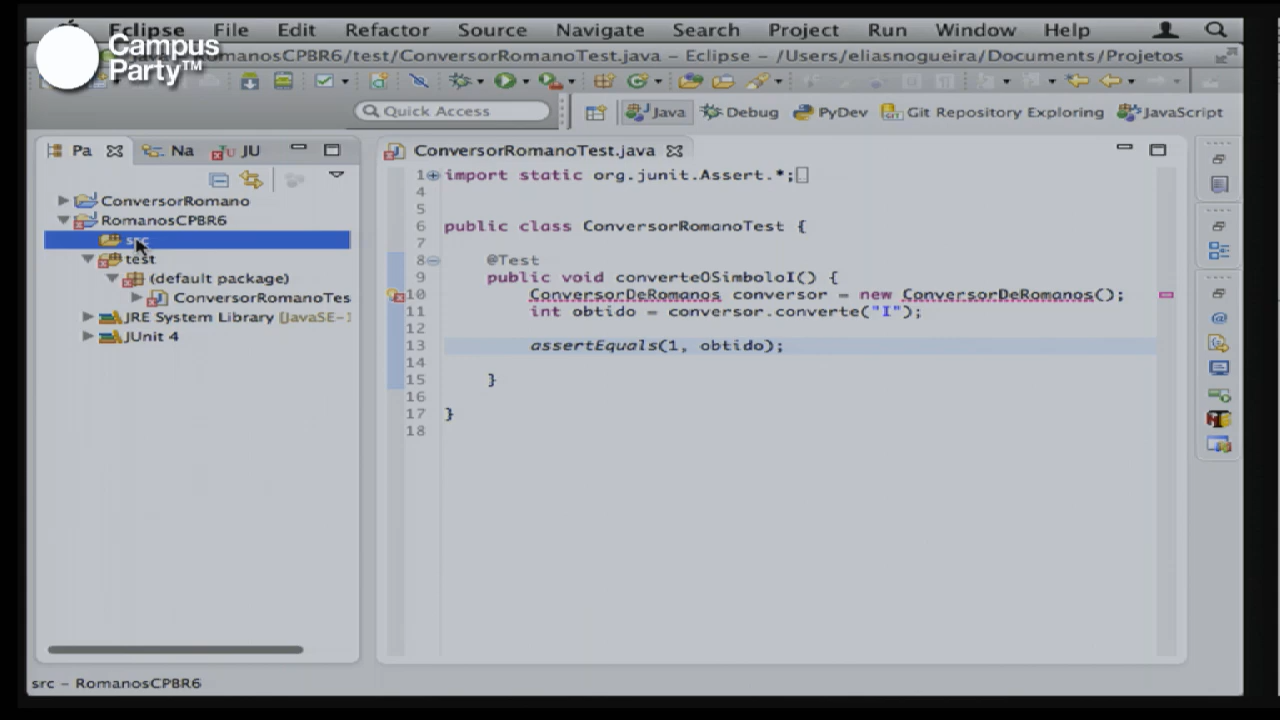 Eclipse File Edit Refactor Source Navigate Search Project Run Window Help
Campus
Party™
omanosCPBR6/test/ConversorRomanoTest.java – Eclipse – /Users/eliasnogueira/Documents/Projetos
Quick Access
Java Debug PyDev Git Repository Exploring JavaScript
Pa Na JU
ConversorRomanoTest.java
ConversorRomano
RomanosCPBR6
src
test
(default package)
ConversorRomanoTes
JRE System Library [JavaSE-1
JUnit 4
1 import static org.junit.Assert.*;
4
5
6 public class ConversorRomanoTest {
7
8 @Test
9 public void converteOSimboloI() {
10 ConversorDeRomanos conversor = new ConversorDeRomanos();
11 int obtido = conversor.converte("I");
12
13 assertEquals(1, obtido);
14
15 }
16
17 }
18
src – RomanosCPBR6